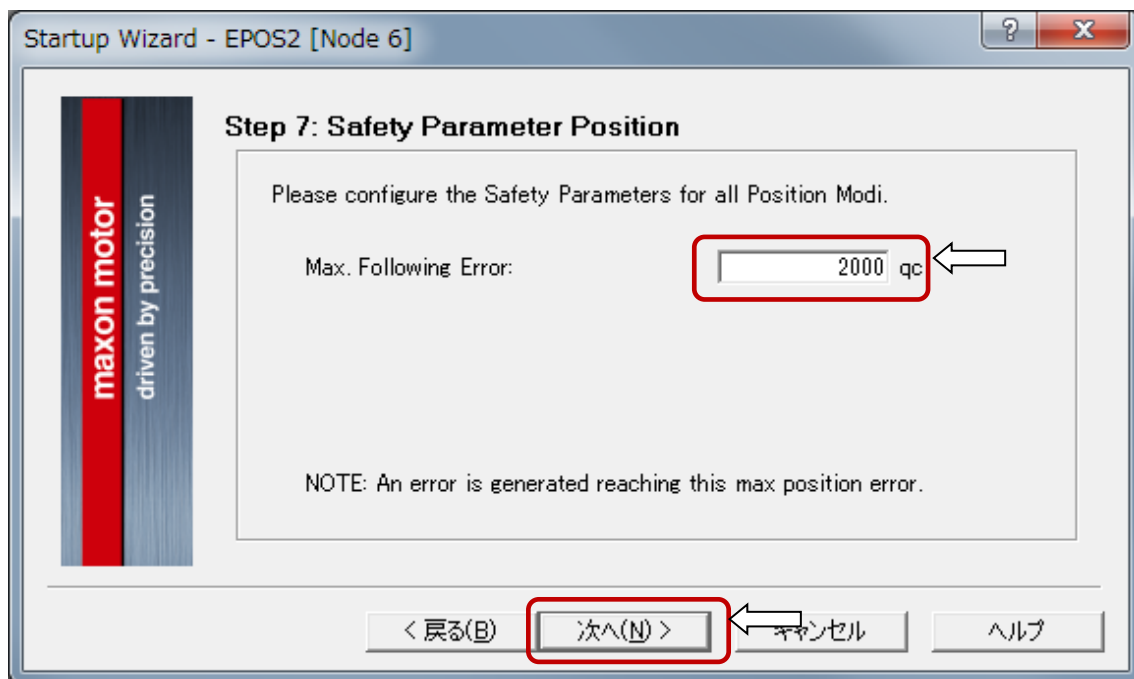 Startup Wizard - EPOS2 [Node 6]
maxon motor
driven by precision
Step 7: Safety Parameter Position
Please configure the Safety Parameters for all Position Modi.
Max. Following Error: 2000 qc
NOTE: An error is generated reaching this max position error.
< 戻る(B) 次へ(N) > キャンセル ヘルプ